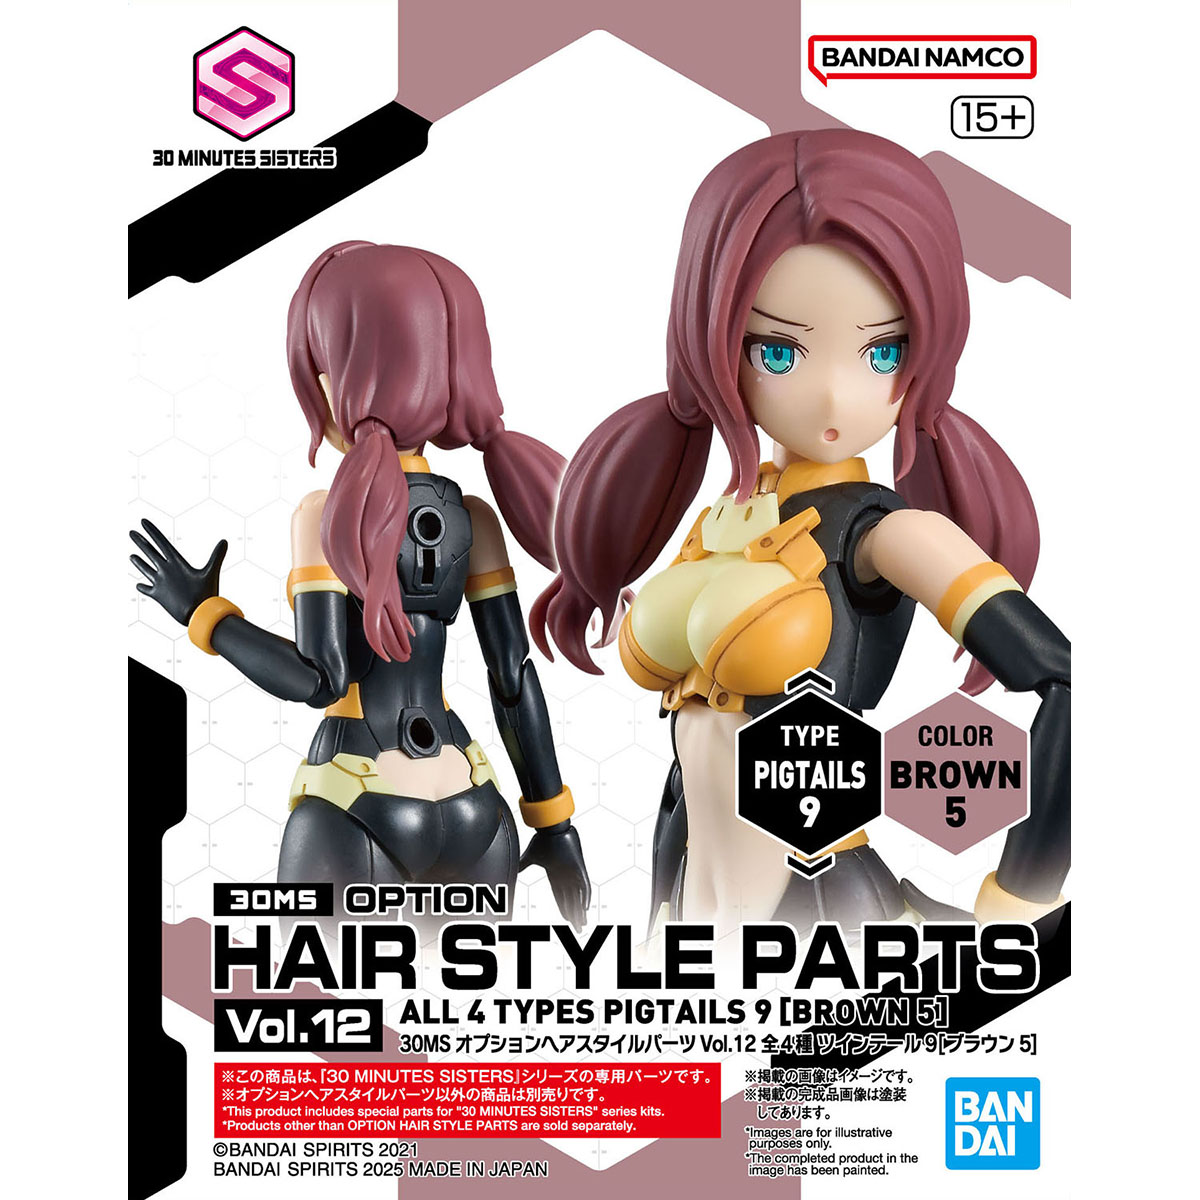 S
30 MINUTES SISTERS
BANDAI NAMCO
15+
TYPE
PIGTAILS
9
COLOR
BROWN
5
30MS OPTION
HAIR STYLE PARTS
Vol.12 ALL 4 TYPES PIGTAILS 9 [BROWN 5]
30MS オプションヘアスタイルパーツ Vol.12 全4種 ツインテール 9[ブラウン 5]
※この商品は、『30 MINUTES SISTERS』シリーズの専用パーツです。
※オプションヘアスタイルパーツ以外の商品は別売りです。
*This product includes special parts for "30 MINUTES SISTERS" series kits.
*Products other than OPTION HAIR STYLE PARTS are sold separately.
※掲載の画像はイメージです。
※掲載の完成品画像は塗装
してあります。
*Images are for illustrative
purposes only.
*The completed product in the
image has been painted.
BAN
DAI
©BANDAI SPIRITS 2021
BANDAI SPIRITS 2025 MADE IN JAPAN